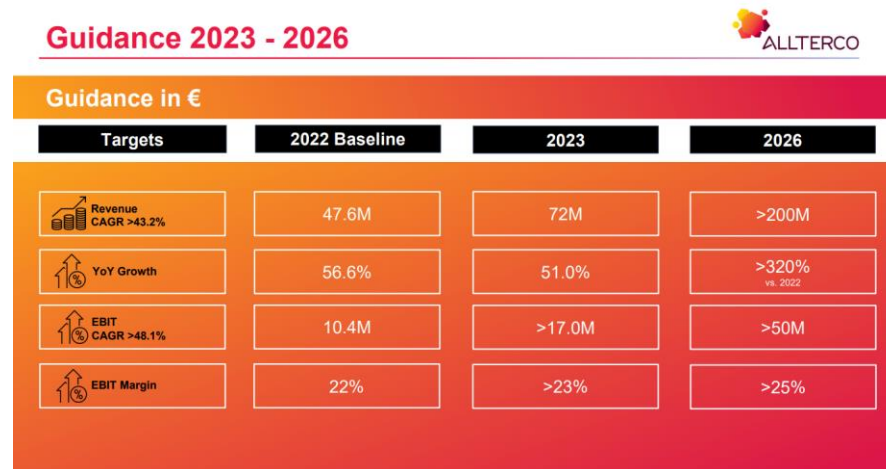 Guidance 2023 - 2026
ALLTERCO
Guidance in €
Targets 2022 Baseline 2023 2026
Revenue
CAGR >43.2%
47.6M 72M >200M
YoY Growth 56.6% 51.0% >320%
vs. 2022
EBIT
CAGR >48.1%
10.4M >17.0M >50M
EBIT Margin 22% >23% >25%